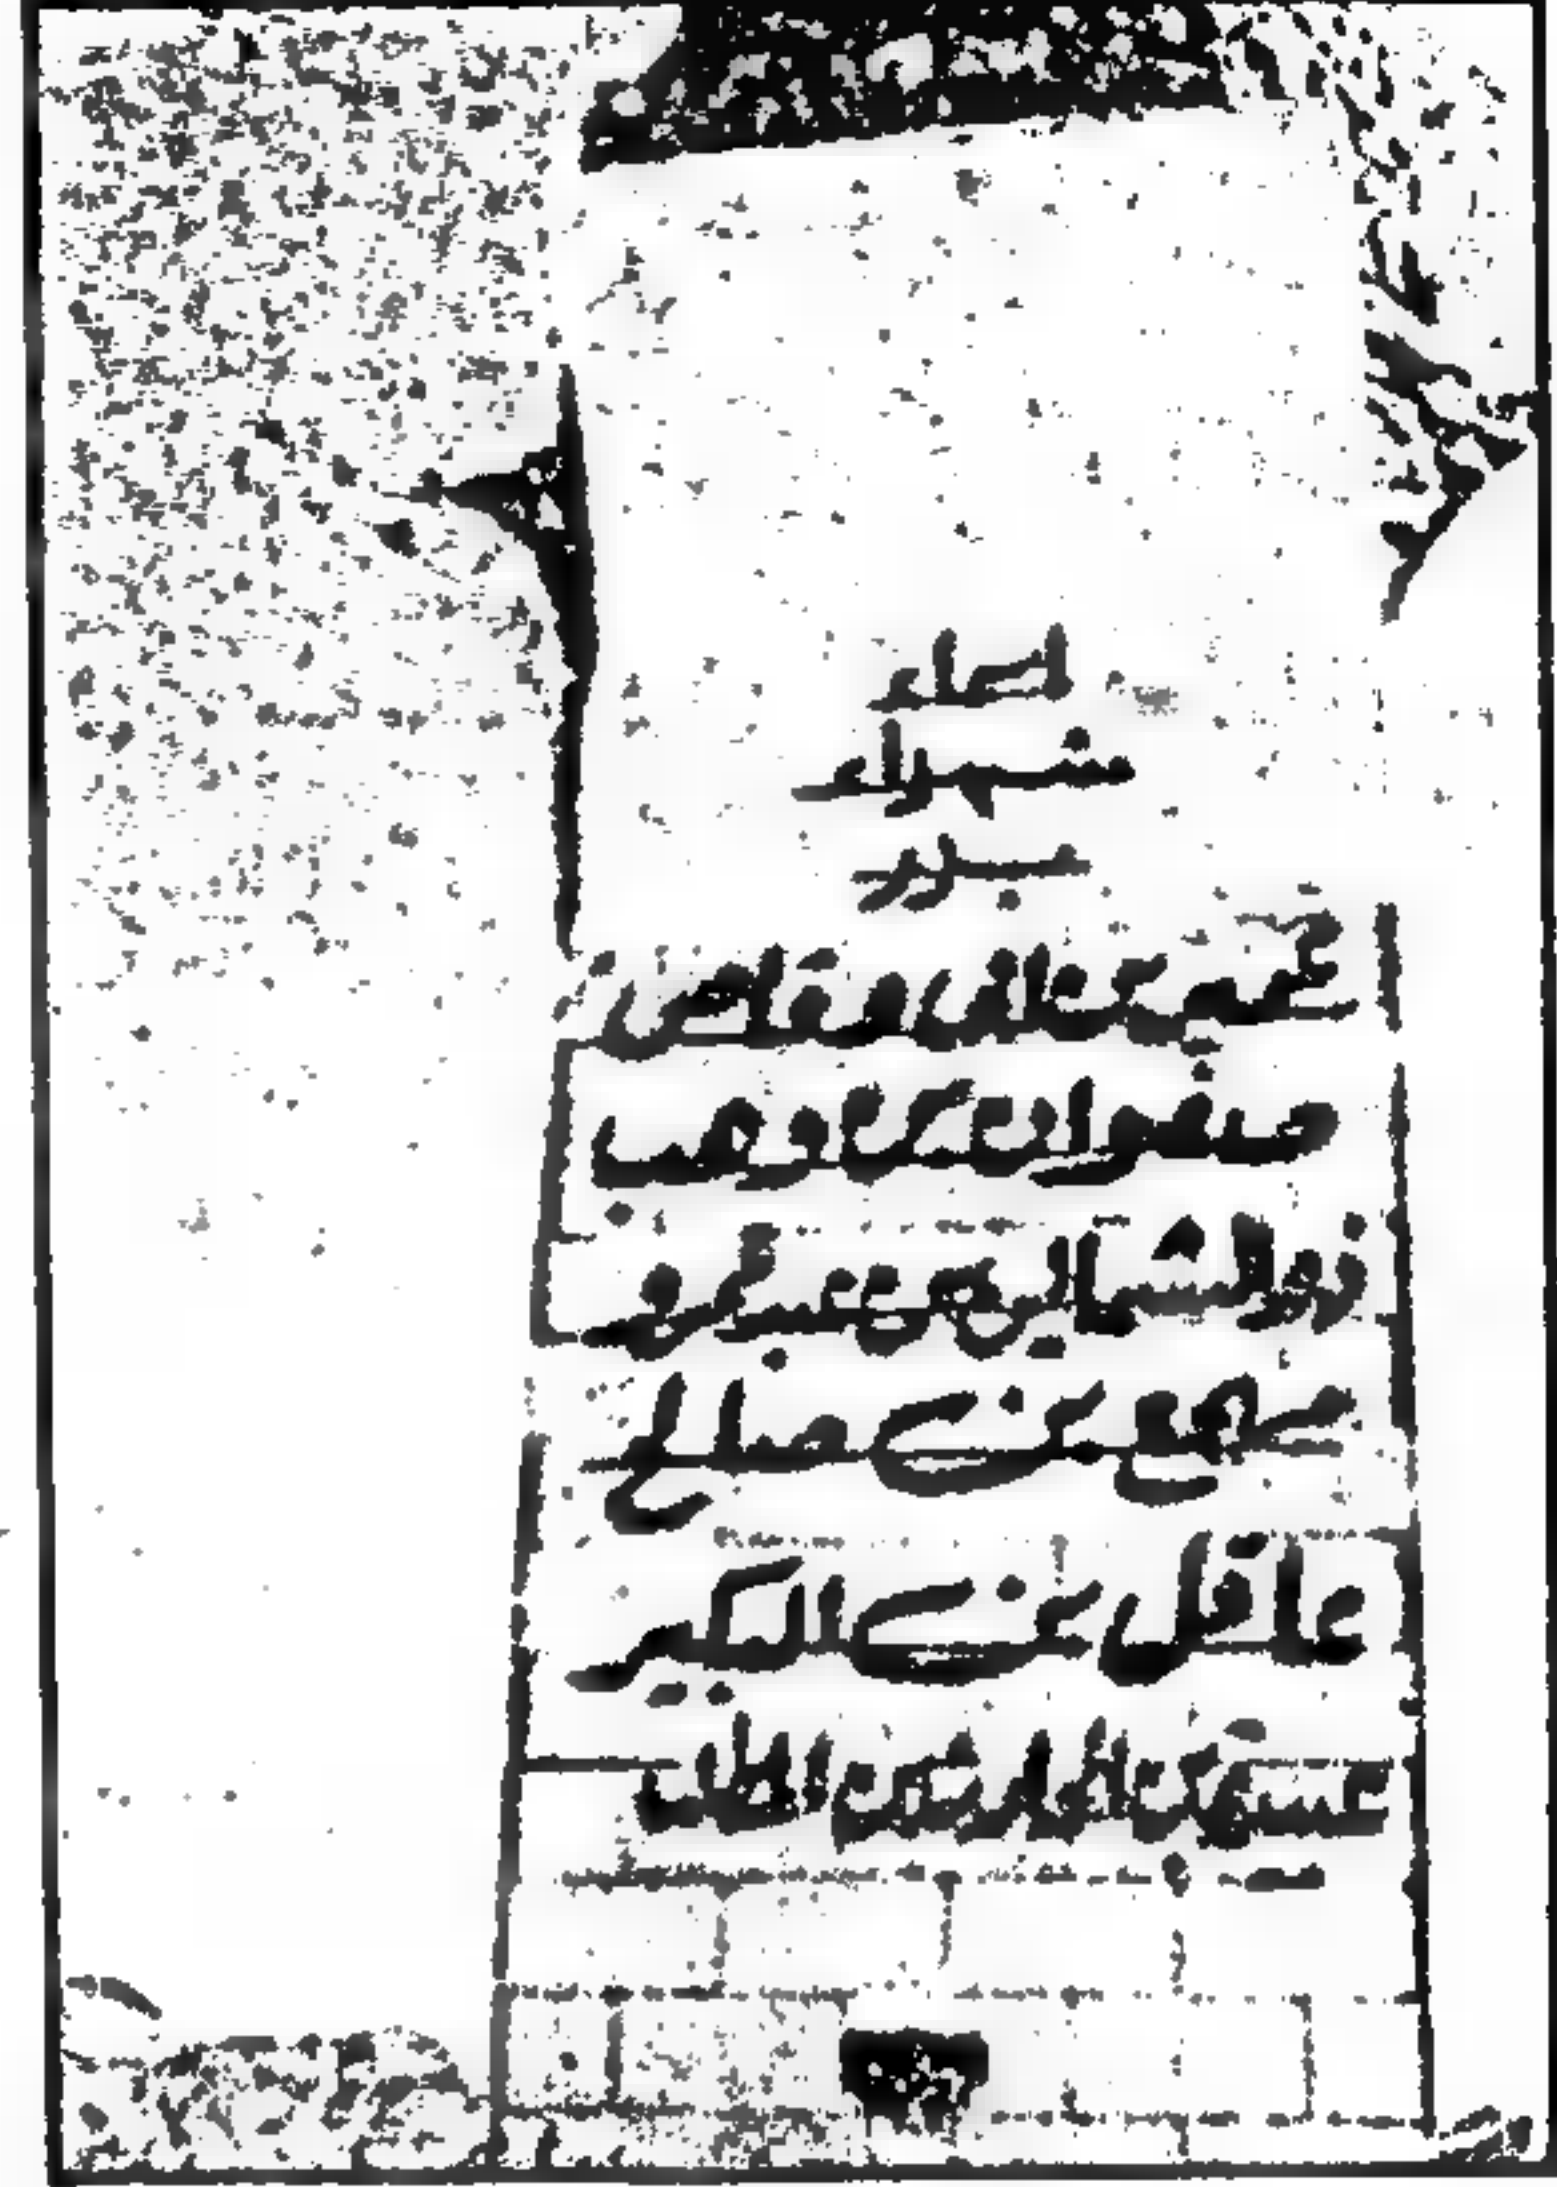 اسماء
شهداء
بدر
عمير بن ابي وقاص
صفوان بن وهب
ذو الشمالين بن عبد عمرو
مهجع بن صالح
عاقل بن البكير
عبيدة بن الحارث بن المطلب